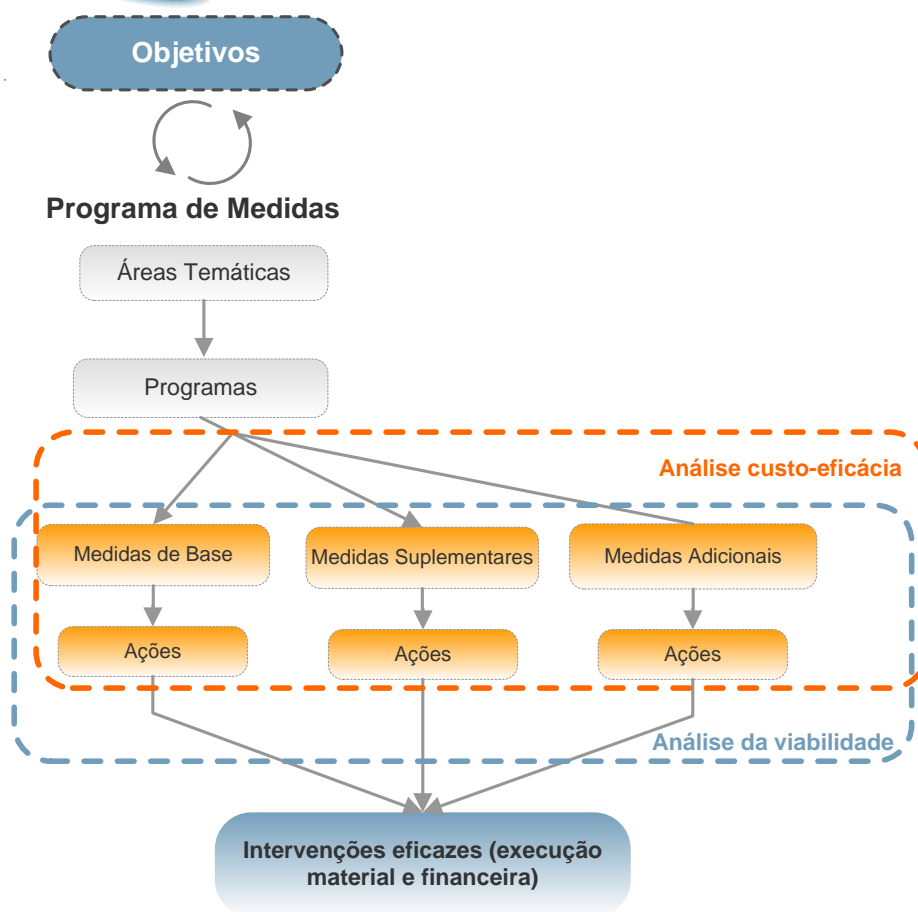 Objetivos
Programa de Medidas
Áreas Temáticas
Programas
Análise custo-eficácia
Medidas de Base
Medidas Suplementares
Medidas Adicionais
Ações
Ações
Ações
Análise da viabilidade
Intervenções eficazes (execução
material e financeira)